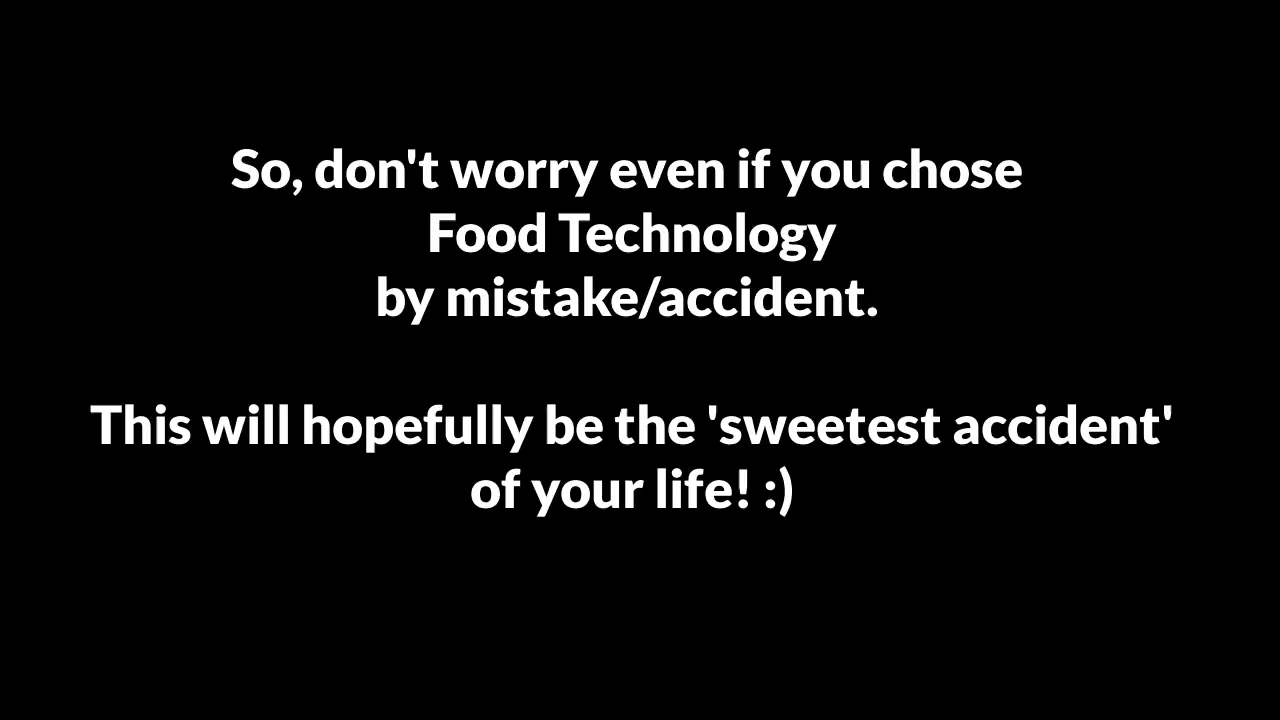 So, don't worry even if you chose
Food Technology
by mistake/accident.
This will hopefully be the 'sweetest accident'
of your life! :)